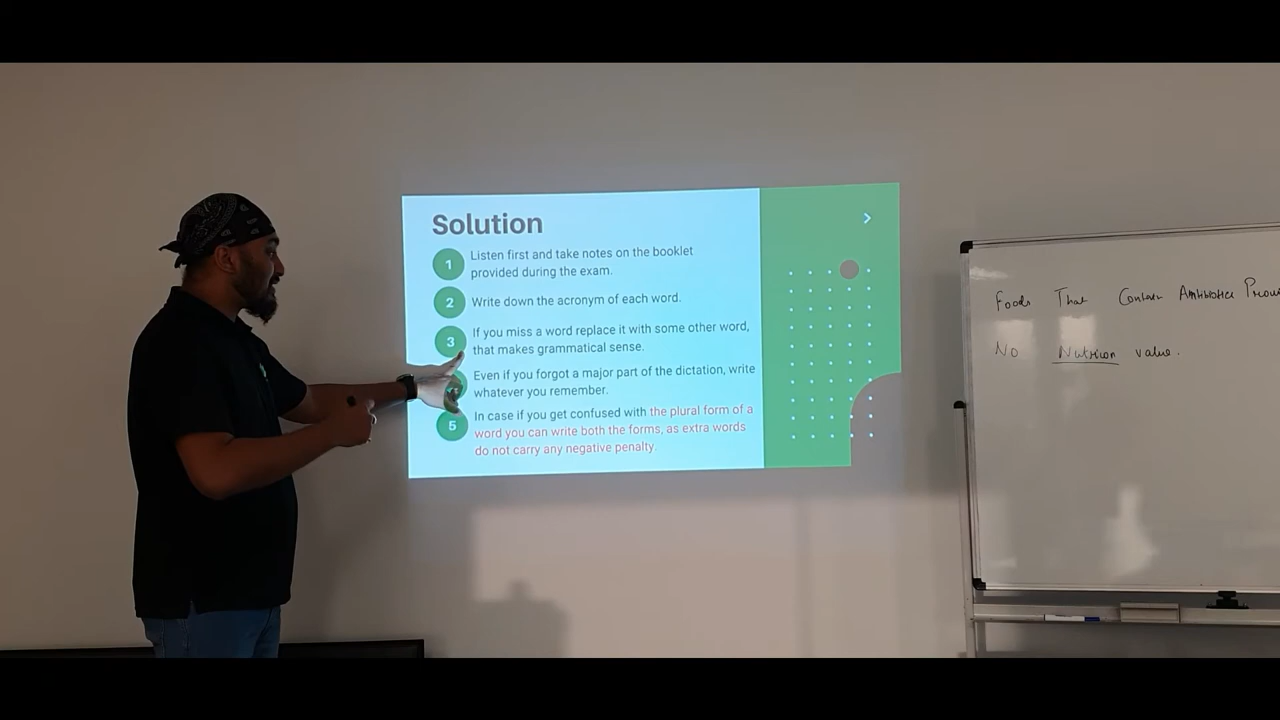 Solution
1
Listen first and take notes on the booklet
provided during the exam.
2
Write down the acronym of each word.
3
If you miss a word replace it with some other word,
that makes grammatical sense.
Even if you forgot a major part of the dictation, write
whatever you remember.
5
In case if you get confused with the plural form of a
word you can write both the forms, as extra words
do not carry any negative penalty.
Foods That Contain Antibiotics
No Nutrition value.